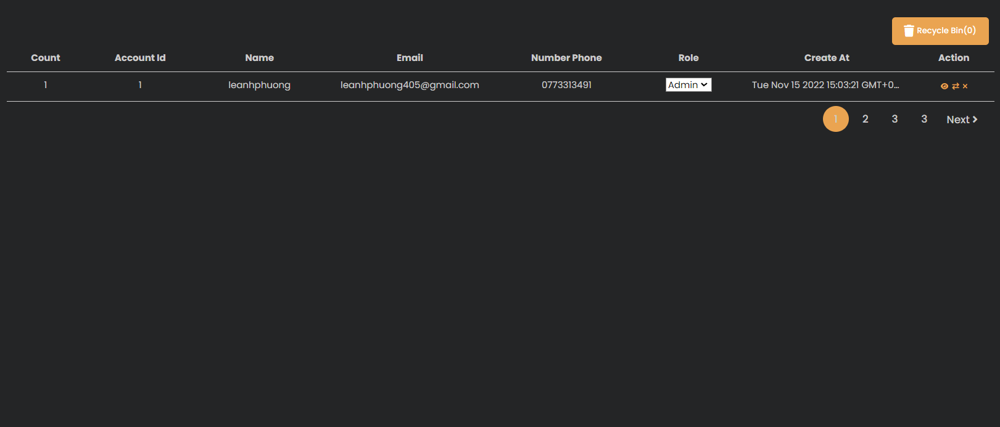 Recycle Bin(0)
Count Account Id Name Email Number Phone Role Create At Action
1 1 leanhphuong leanhphuong405@gmail.com 0773313491 Admin Tue Nov 15 2022 15:03:21 GMT+0...
1 2 3 3 Next